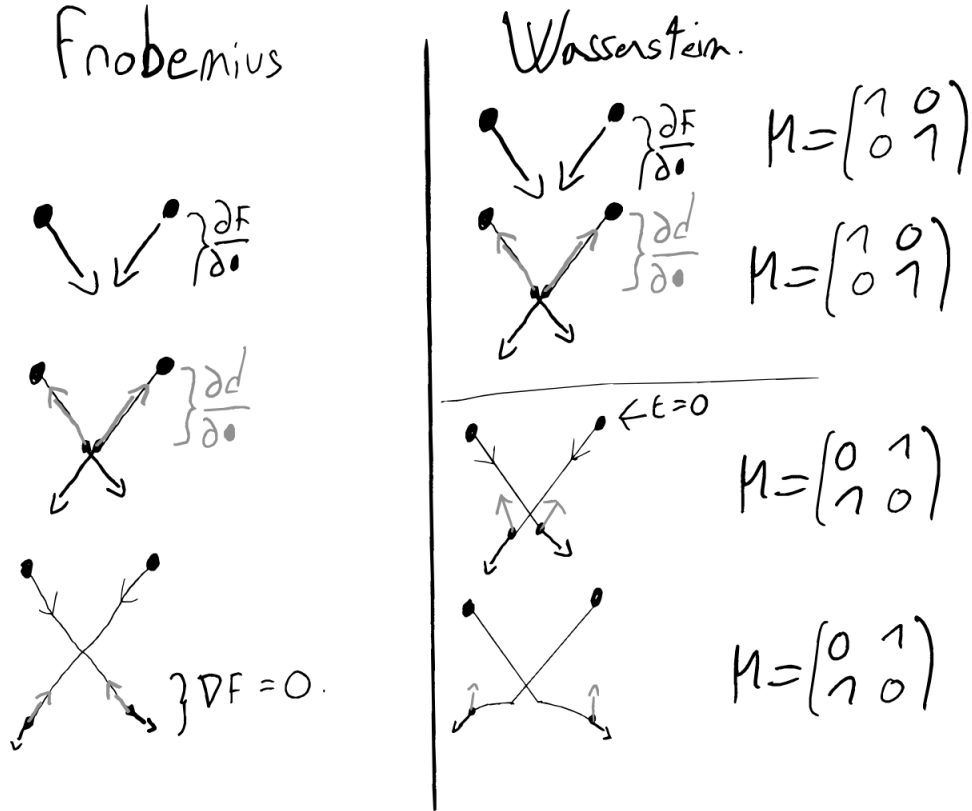 Frobenius
∂F/∂•
∂d/∂•
∇F = 0.
Wasserstein.
∂F/∂•
M = (1 0
0 1)
∂d/∂•
M = (1 0
0 1)
← t=0
M = (0 1
1 0)
M = (0 1
1 0)